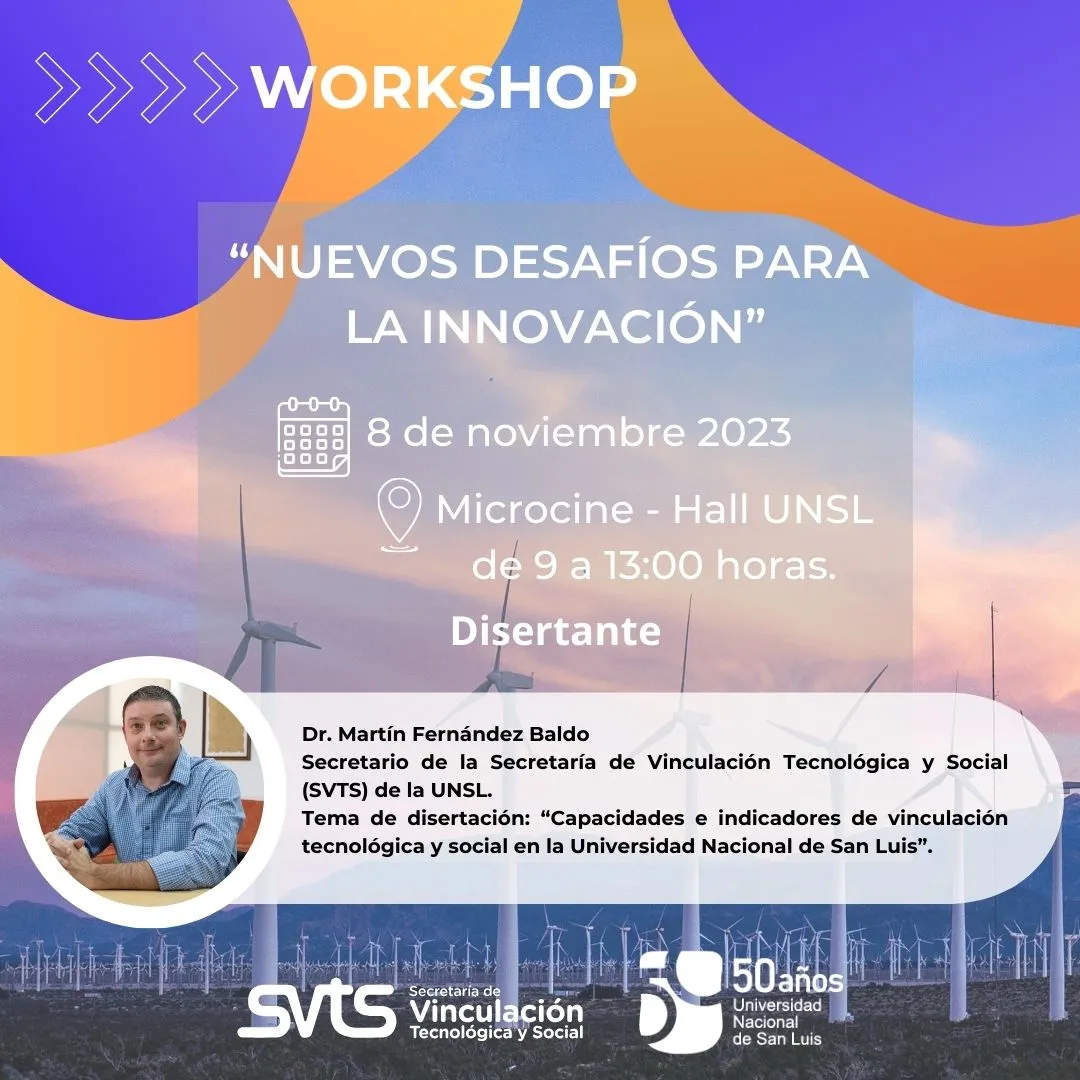 WORKSHOP
“NUEVOS DESAFÍOS PARA
LA INNOVACIÓN”
8 de noviembre 2023
Microcine - Hall UNSL
de 9 a 13:00 horas.
Disertante
Dr. Martín Fernández Baldo
Secretario de la Secretaría de Vinculación Tecnológica y Social
(SVTS) de la UNSL.
Tema de disertación: “Capacidades e indicadores de vinculación
tecnológica y social en la Universidad Nacional de San Luis”.
svts
Secretaría de
Vinculación
Tecnológica y Social
50 años
Universidad
Nacional
de San Luis